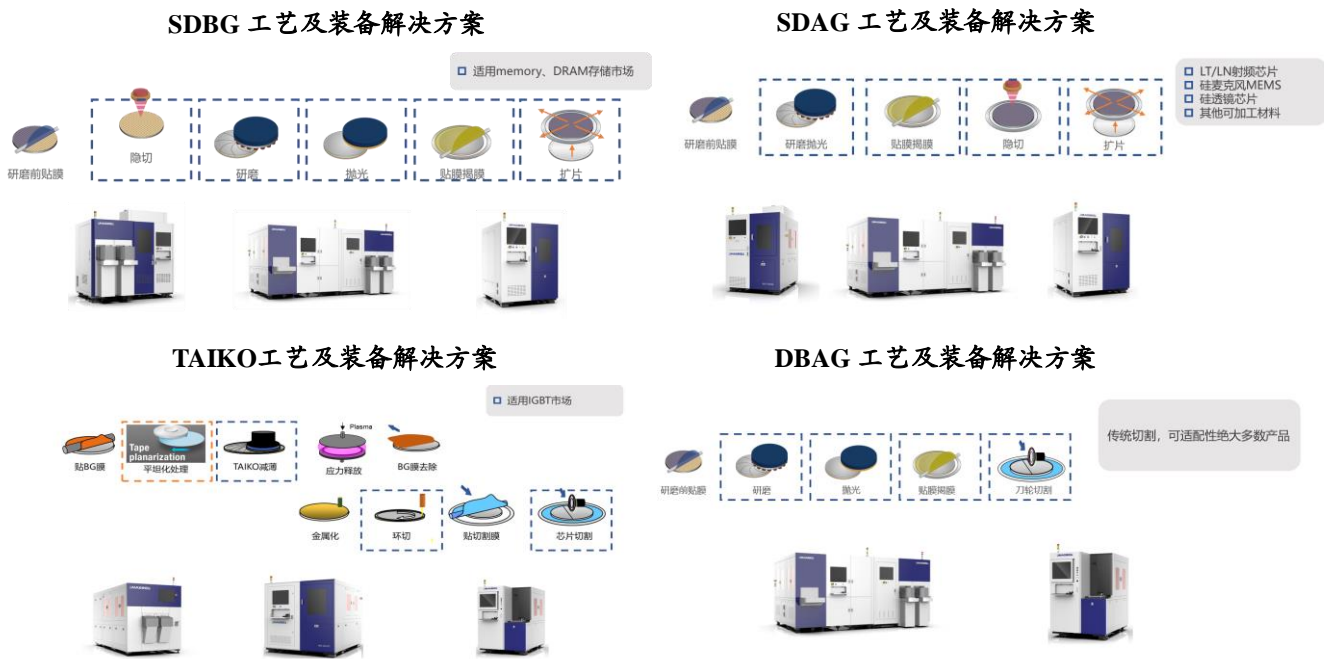 SDBG 工艺及装备解决方案
适用memory、DRAM存储市场
研磨前贴膜
隐切
研磨
抛光
贴膜揭膜
扩片
SDAG 工艺及装备解决方案
LT/LN射频芯片
硅麦克风MEMS
硅透镜芯片
其他可加工材料
研磨前贴膜
研磨抛光
贴膜揭膜
隐切
扩片
TAIKO工艺及装备解决方案
适用IGBT市场
贴BG膜
Tape
planarization
平坦化处理
TAIKO减薄
Plasma
应力释放
BG膜去除
金属化
环切
贴切割膜
芯片切割
DBAG 工艺及装备解决方案
传统切割，可适配性绝大多数产品
研磨前贴膜
研磨
抛光
贴膜揭膜
刀轮切割